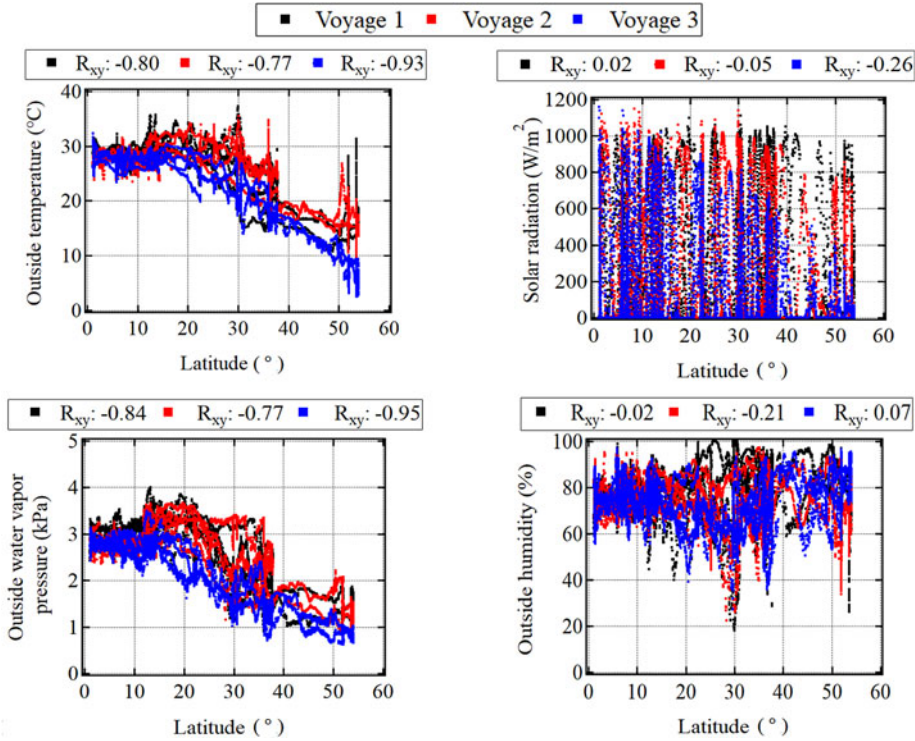 Voyage 1 Voyage 2 Voyage 3
Rxy: -0.80 Rxy: -0.77 Rxy: -0.93
40
30
20
10
0
Outside temperature (°C)
0 10 20 30 40 50 60
Latitude ( ° )
Rxy: 0.02 Rxy: -0.05 Rxy: -0.26
1200
1000
800
600
400
200
0
Solar radiation (W/m²)
0 10 20 30 40 50 60
Latitude ( ° )
Rxy: -0.84 Rxy: -0.77 Rxy: -0.95
5
4
3
2
1
0
Outside water vapor
pressure (kPa)
0 10 20 30 40 50 60
Latitude ( ° )
Rxy: -0.02 Rxy: -0.21 Rxy: 0.07
100
80
60
40
20
0
Outside humidity (%)
0 10 20 30 40 50 60
Latitude ( ° )